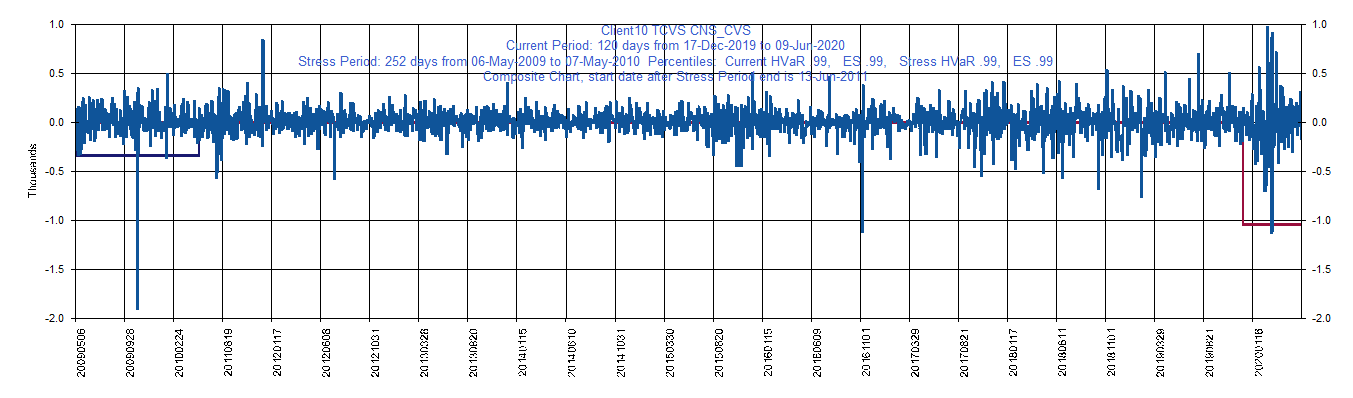 Client10 TCVS CNS_CVS
Current Period: 120 days from 17-Dec-2019 to 09-Jun-2020
Stress Period: 252 days from 06-May-2009 to 07-May-2010 Percentiles: Current HVaR .99, ES .99, Stress HVaR .99, ES .99
Composite Chart, start date after Stress Period end is 13-Jun-2011
1.0 1.0
0.5 0.5
0.0 0.0
-0.5 -0.5
-1.0 -1.0
-1.5 -1.5
-2.0 -2.0
Thousands
20090506 20090928 20100224 20110819 20120117 20120608 20121031 20130328 20130820 20140115 20140610 20141031 20150330 20150820 20160115 20160609 20161101 20170329 20170821 20180117 20180611 20181101 20190329 20190821 20200116